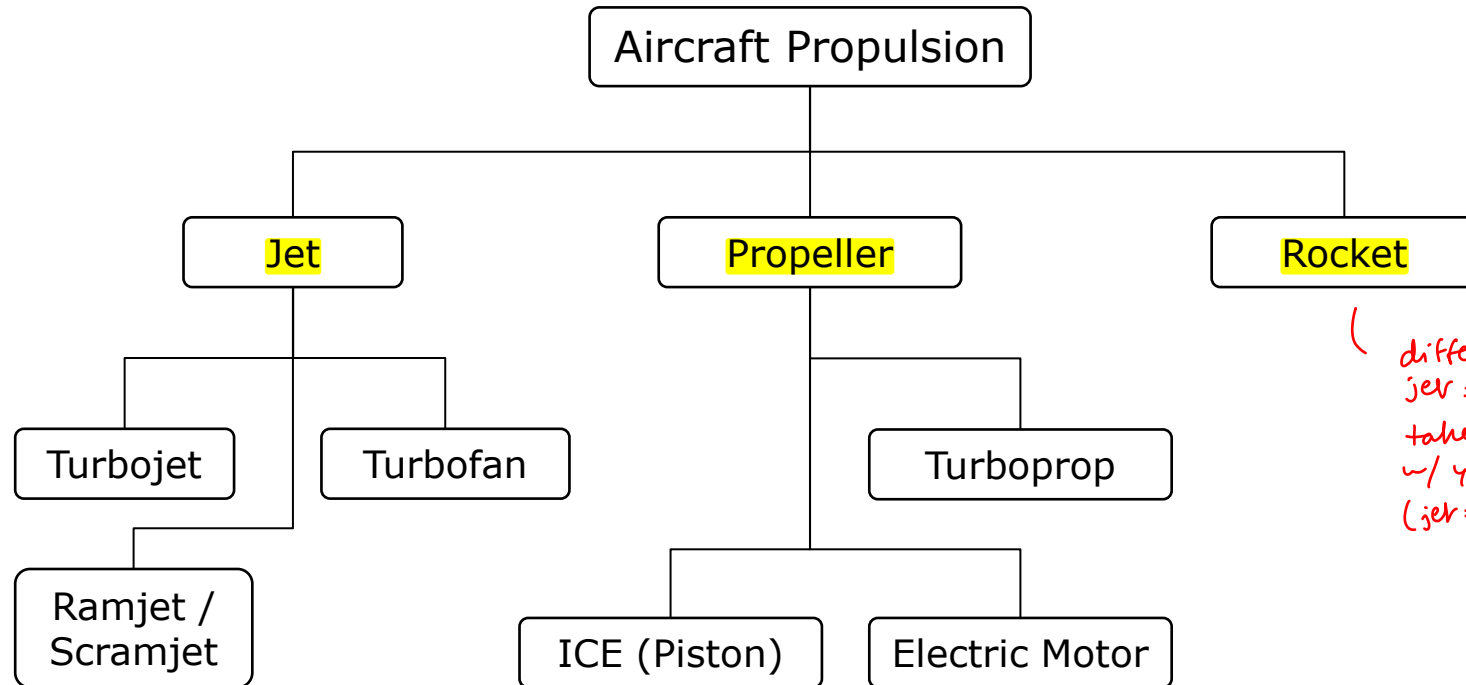 Aircraft Propulsion
Jet
Propeller
Rocket
Turbojet
Turbofan
Turboprop
Ramjet /
Scramjet
ICE (Piston)
Electric Motor
w/